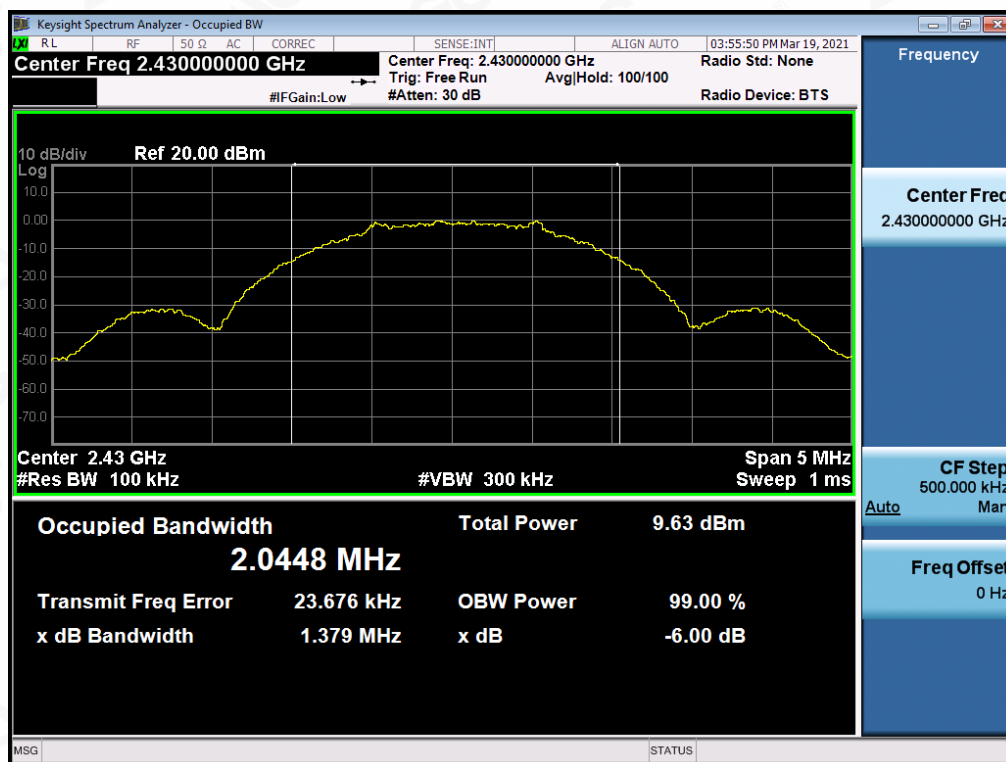 Keysight Spectrum Analyzer - Occupied BW
LXI RL RF 50 Ω AC CORREC SENSE:INT ALIGN AUTO 03:55:50 PM Mar 19, 2021
Center Freq 2.430000000 GHz
Center Freq: 2.430000000 GHz
Radio Std: None
Trig: Free Run Avg|Hold: 100/100
#IFGain:Low #Atten: 30 dB Radio Device: BTS
10 dB/div Ref 20.00 dBm
Log
10.0
0.00
-10.0
-20.0
-30.0
-40.0
-50.0
-60.0
-70.0
Center 2.43 GHz Span 5 MHz
#Res BW 100 kHz #VBW 300 kHz Sweep 1 ms
Occupied Bandwidth Total Power 9.63 dBm
2.0448 MHz
Transmit Freq Error 23.676 kHz OBW Power 99.00 %
x dB Bandwidth 1.379 MHz x dB -6.00 dB
MSG STATUS
Frequency
Center Freq
2.430000000 GHz
CF Step
500.000 kHz
Auto Man
Freq Offset
0 Hz